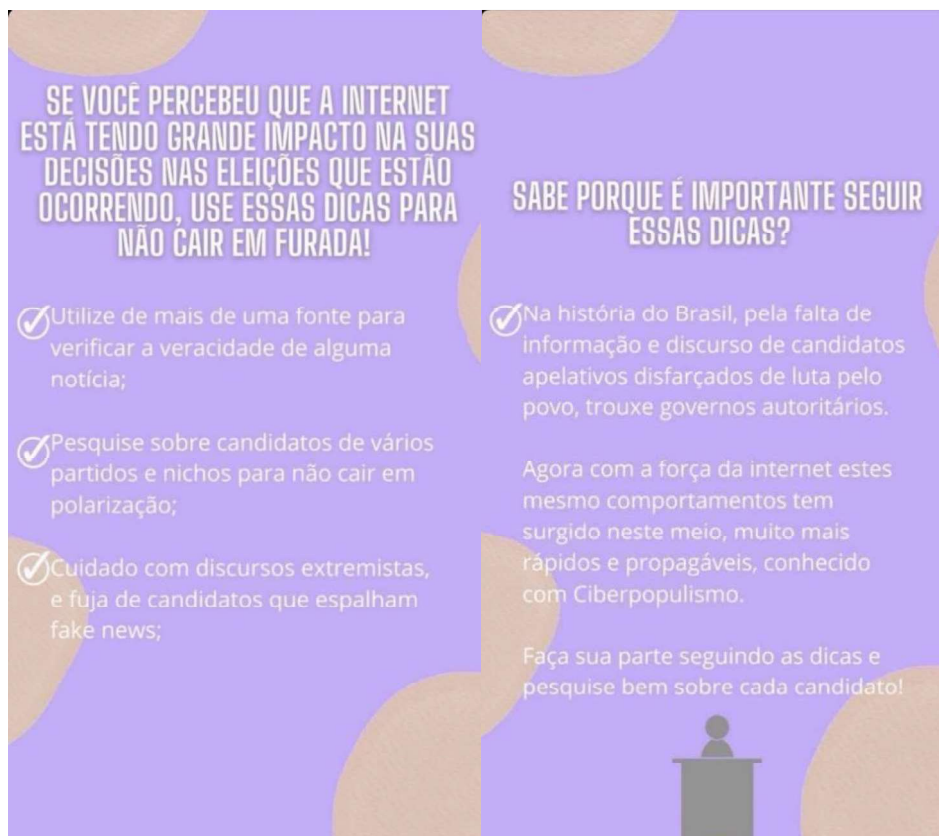 SE VOCÊ PERCEBEU QUE A INTERNET
ESTÁ TENDO GRANDE IMPACTO NA SUAS
DECISÕES NAS ELEIÇÕES QUE ESTÃO
OCORRENDO, USE ESSAS DICAS PARA
NÃO CAIR EM FURADA!
Utilize de mais de uma fonte para
verificar a veracidade de alguma
notícia;
Pesquise sobre candidatos de vários
partidos e nichos para não cair em
polarização;
Cuidado com discursos extremistas,
e fuja de candidatos que espalham
fake news;
SABE PORQUE É IMPORTANTE SEGUIR
ESSAS DICAS?
Na história do Brasil, pela falta de
informação e discurso de candidatos
apelativos disfarçados de luta pelo
povo, trouxe governos autoritários.
Agora com a força da internet estes
mesmo comportamentos tem
surgido neste meio, muito mais
rápidos e propagáveis, conhecido
com Ciberpopulismo.
Faça sua parte seguindo as dicas e
pesquise bem sobre cada candidato!